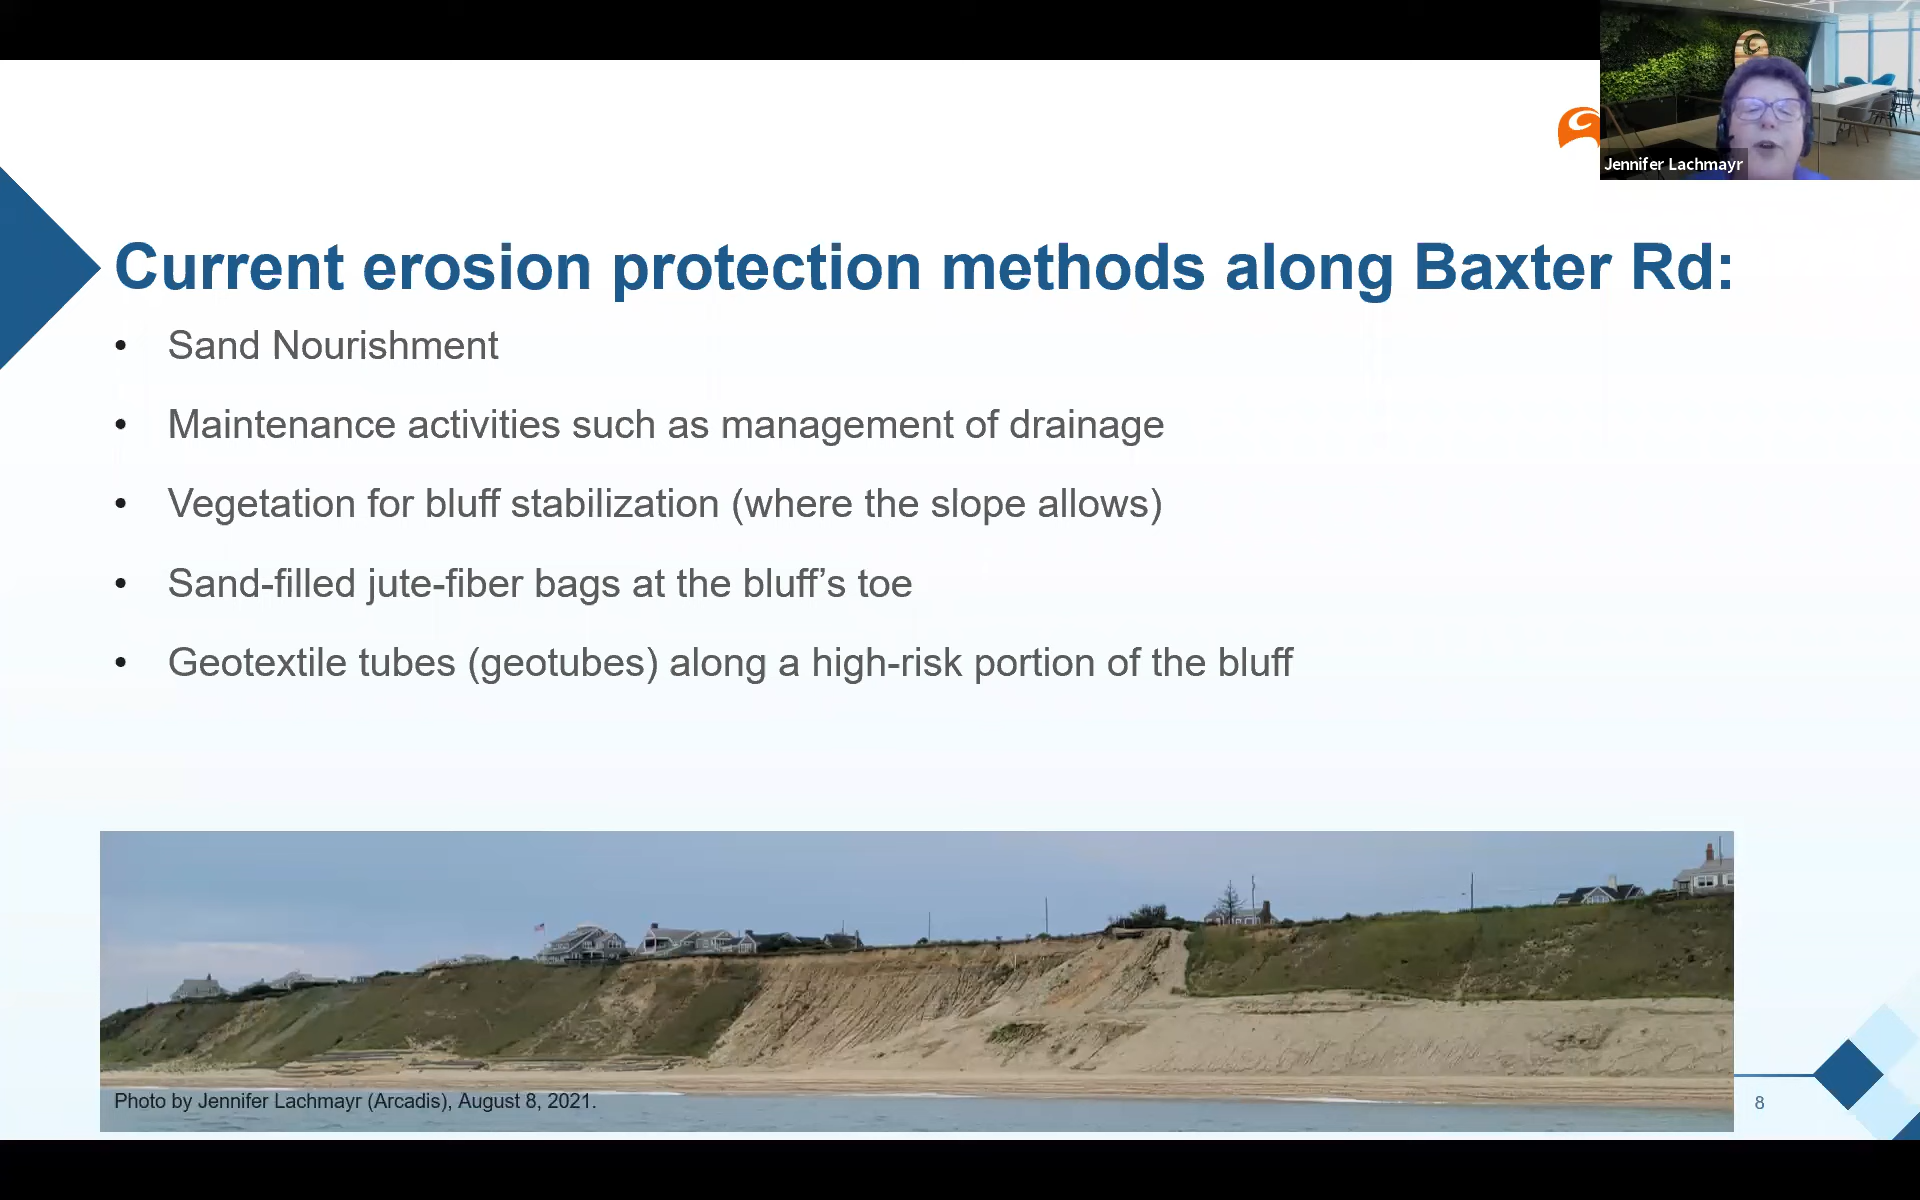 Jennifer Lachmayr
Current erosion protection methods along Baxter Rd:
• Sand Nourishment
• Maintenance activities such as management of drainage
• Vegetation for bluff stabilization (where the slope allows)
• Sand-filled jute-fiber bags at the bluff’s toe
• Geotextile tubes (geotubes) along a high-risk portion of the bluff
Photo by Jennifer Lachmayr (Arcadis), August 8, 2021.
8